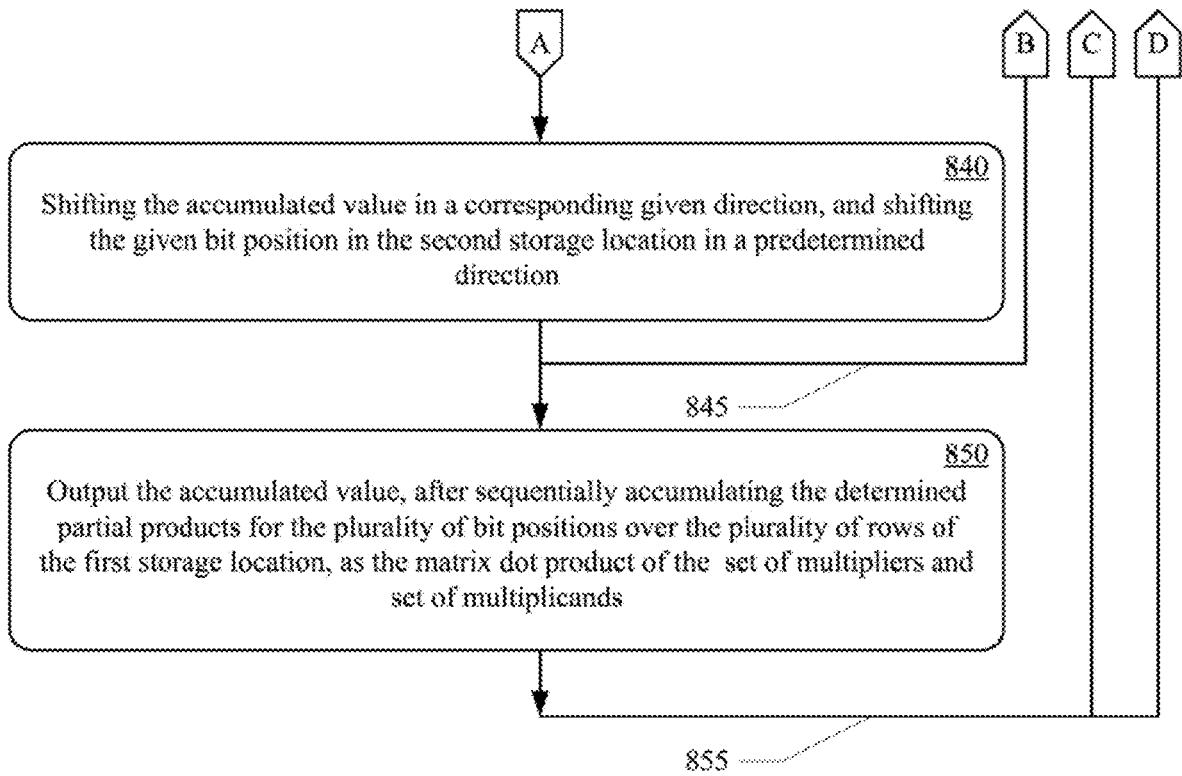 A
B
C
D
840
Shifting the accumulated value in a corresponding given direction, and shifting
the given bit position in the second storage location in a predetermined
direction
845
850
Output the accumulated value, after sequentially accumulating the determined
partial products for the plurality of bit positions over the plurality of rows of
the first storage location, as the matrix dot product of the set of multipliers and
set of multiplicands
855